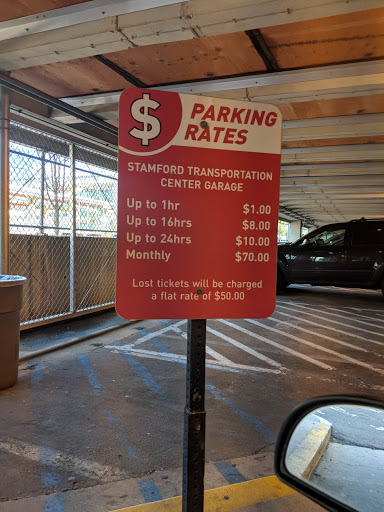 $ PARKING
RATES
STAMFORD TRANSPORTATION
CENTER GARAGE
Up to 1hr $1.00
Up to 16hrs $8.00
Up to 24hrs $10.00
Monthly $70.00
Lost tickets will be charged
a flat rate of $50.00